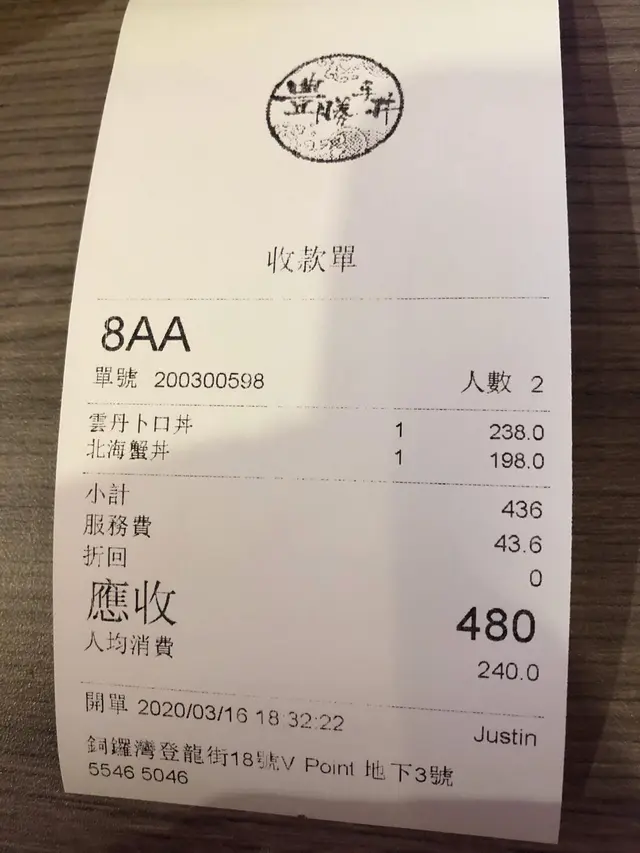 收款單
8AA
單號 200300598 人數 2
雲丹卜口丼 1 238.0
北海蟹丼 1 198.0
小計 436
服務費 43.6
折回 0
應收 480
人均消費 240.0
開單 2020/03/16 18:32:22 Justin
銅鑼灣登龍街18號V Point 地下3號
5546 5046